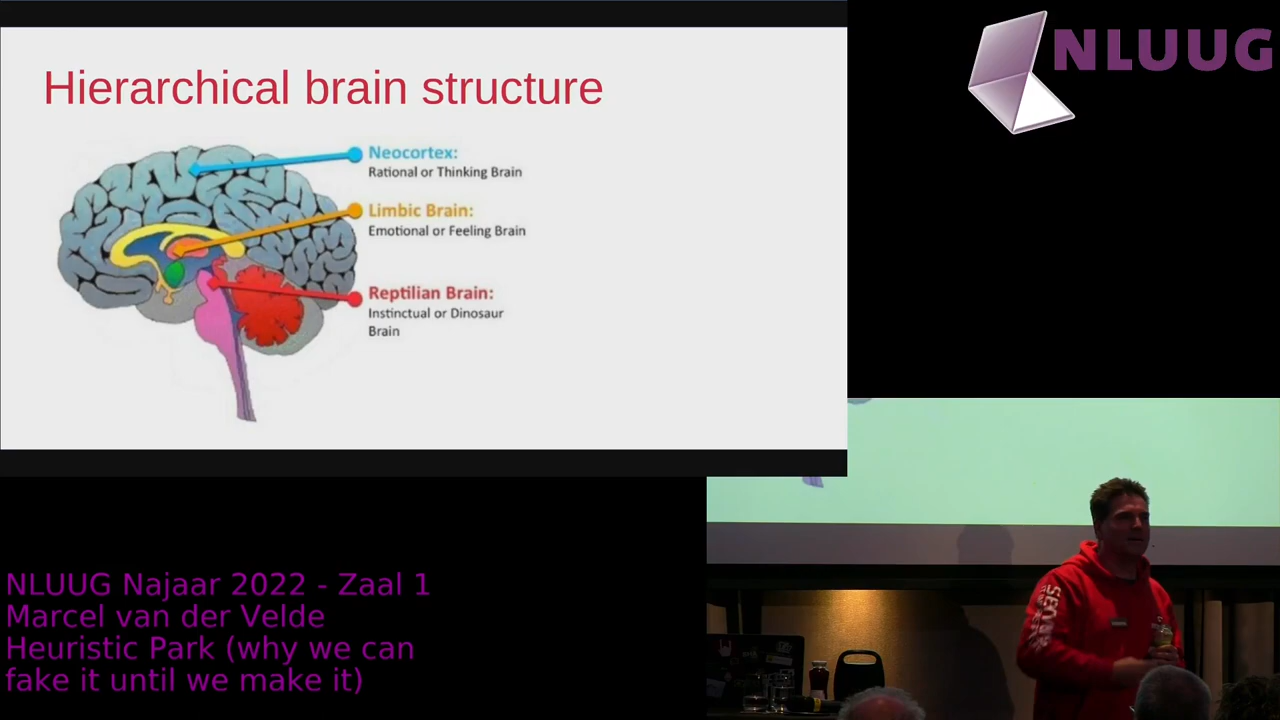 Hierarchical brain structure
Neocortex:
Rational or Thinking Brain
Limbic Brain:
Emotional or Feeling Brain
Reptilian Brain:
Instinctual or Dinosaur
Brain
NLUUG
NLUUG Najaar 2022 - Zaal 1
Marcel van der Velde
Heuristic Park (why we can
fake it until we make it)